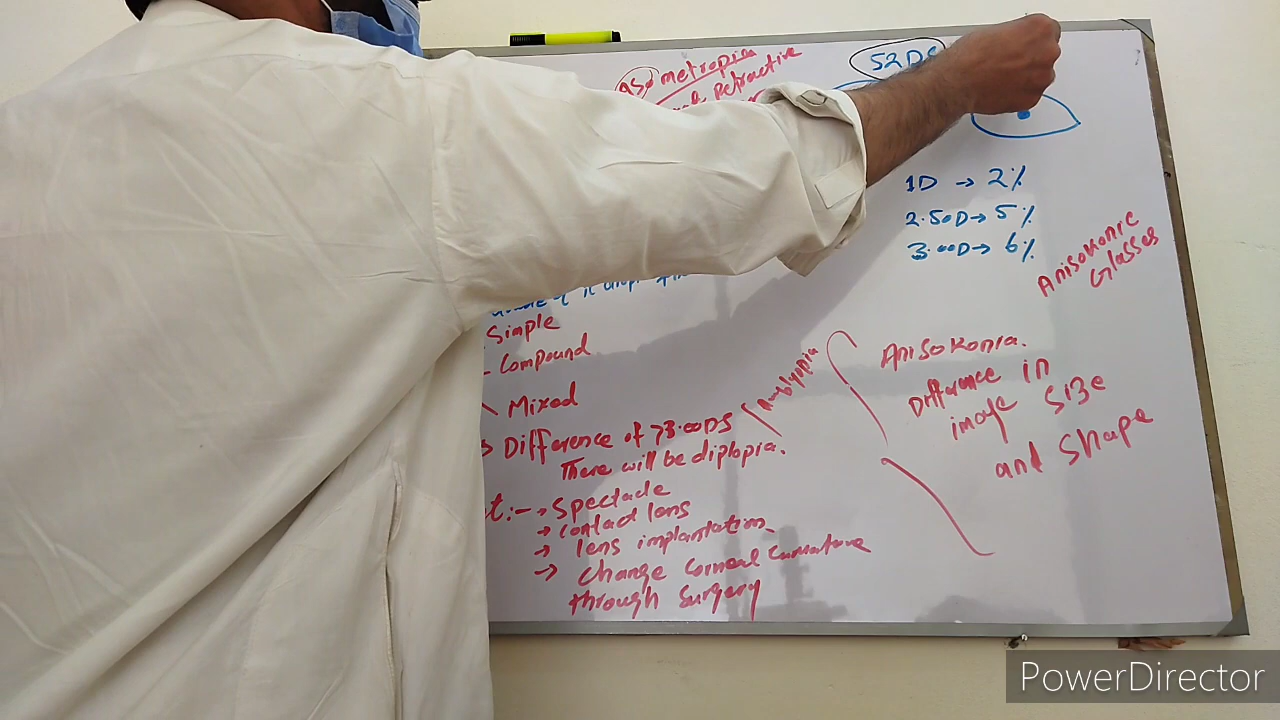 metropia
Refractive
52D
1D → 2%
2.50D → 5%
3.00D → 6%
Anisokonic
Glasses
Simple
- Compound
Mixed
Difference of >3.00DS
There will be diplopia.
Amblyopia
Anisokonia.
Difference in
image size
and shape
t:- → Spectacle
→ Contact lens
→ lens implantation
→ Change Corneal Curvature
through Surgery
PowerDirector